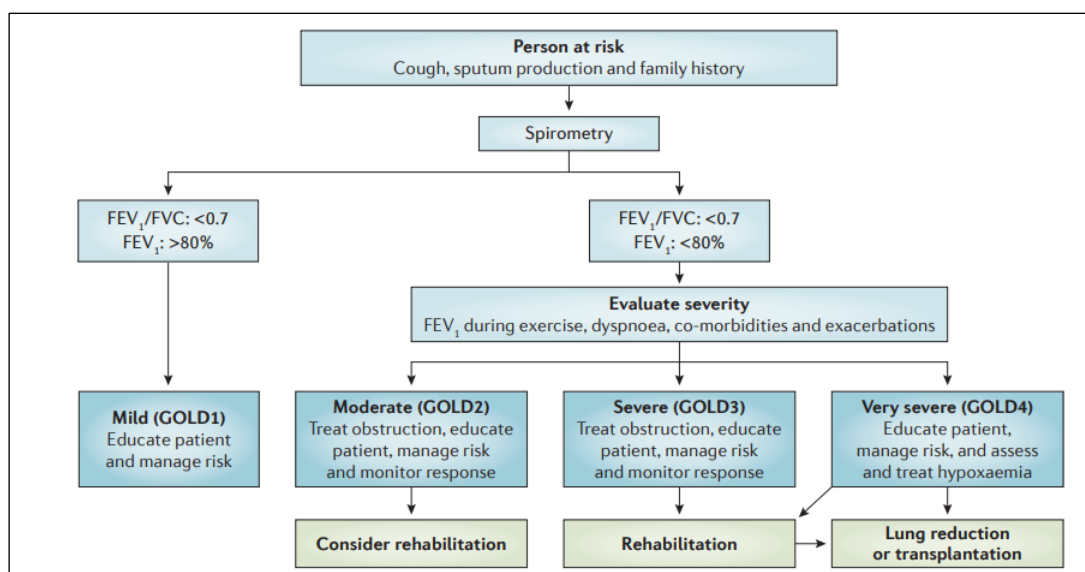 Person at risk
Cough, sputum production and family history
Spirometry
FEV₁/FVC: <0.7
FEV₁: >80%
FEV₁/FVC: <0.7
FEV₁: <80%
Evaluate severity
FEV₁ during exercise, dyspnoea, co-morbidities and exacerbations
Mild (GOLD1)
Educate patient
and manage risk
Moderate (GOLD2)
Treat obstruction, educate
patient, manage risk
and monitor response
Severe (GOLD3)
Treat obstruction, educate
patient, manage risk
and monitor response
Very severe (GOLD4)
Educate patient,
manage risk, and assess
and treat hypoxaemia
Consider rehabilitation
Rehabilitation
Lung reduction
or transplantation